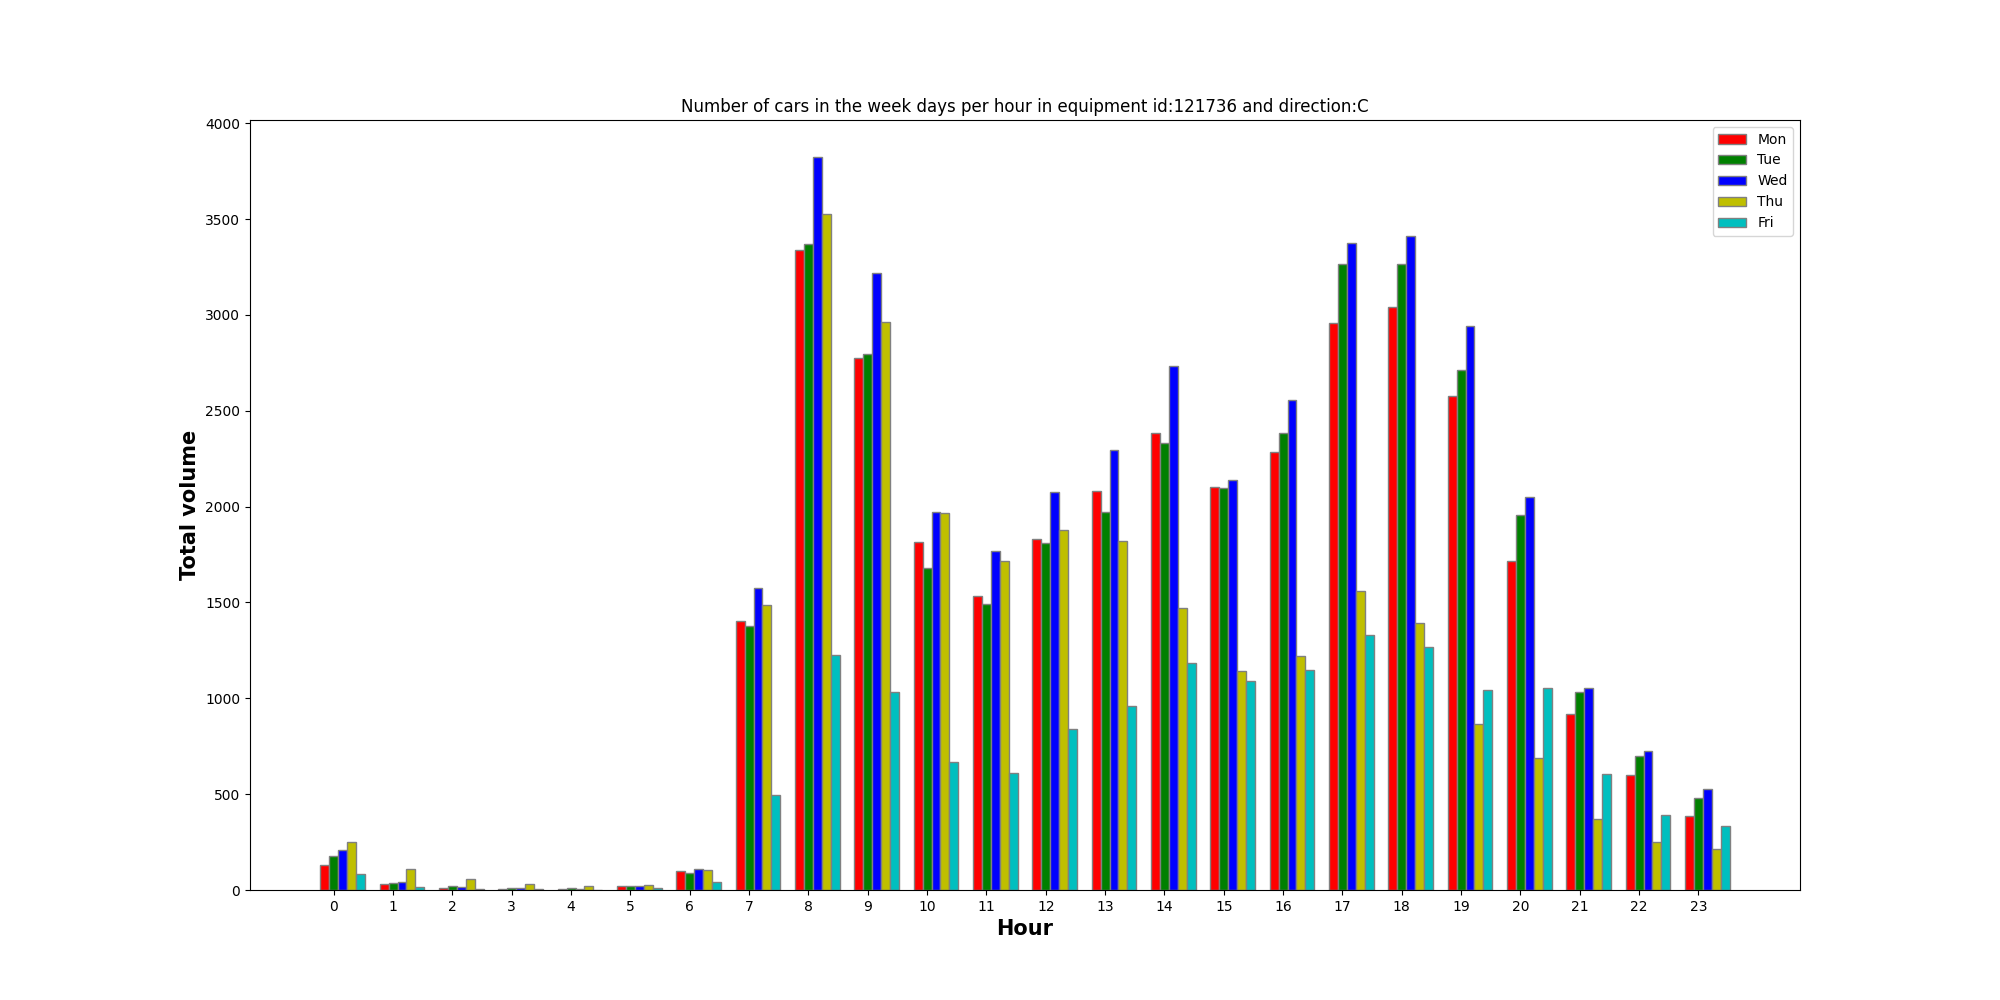 Number of cars in the week days per hour in equipment id:121736 and direction:C
4000
3500
3000
2500
2000
1500
1000
500
0
Total volume
Mon
Tue
Wed
Thu
Fri
0 1 2 3 4 5 6 7 8 9 10 11 12 13 14 15 16 17 18 19 20 21 22 23
Hour